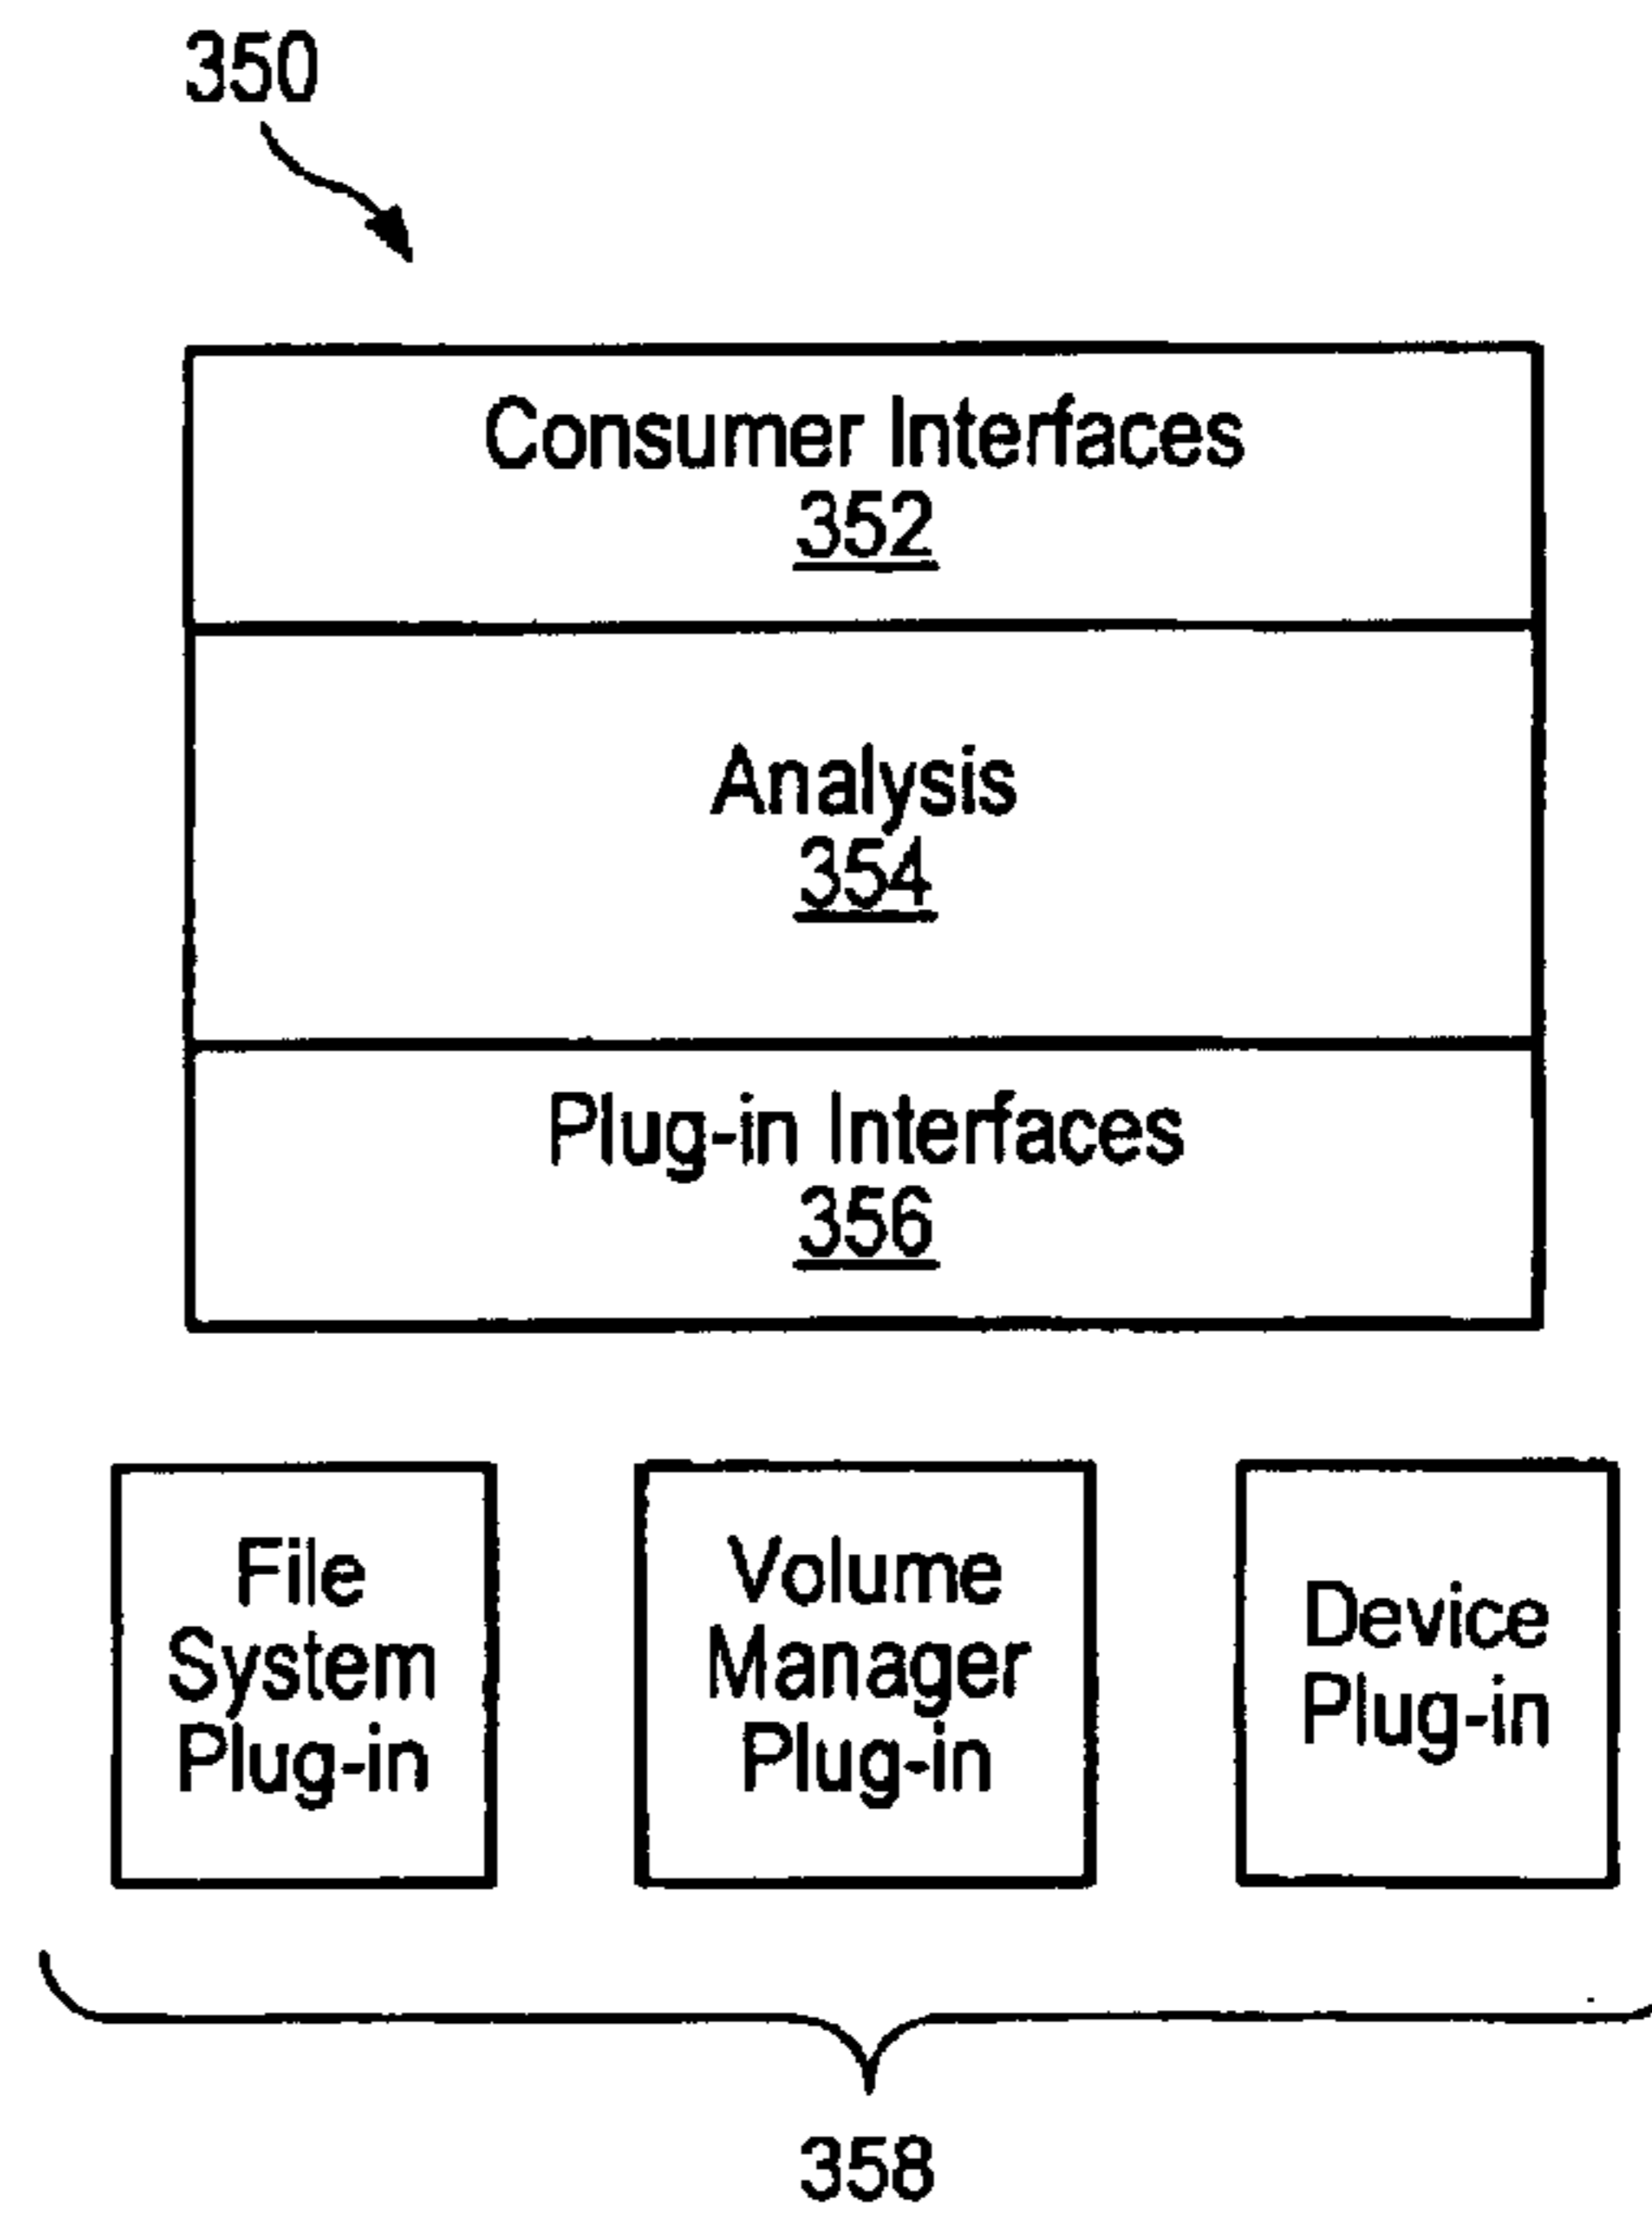 350
Consumer Interfaces
352
Analysis
354
Plug-in Interfaces
356
File
System
Plug-in
Volume
Manager
Plug-in
Device
Plug-in
358